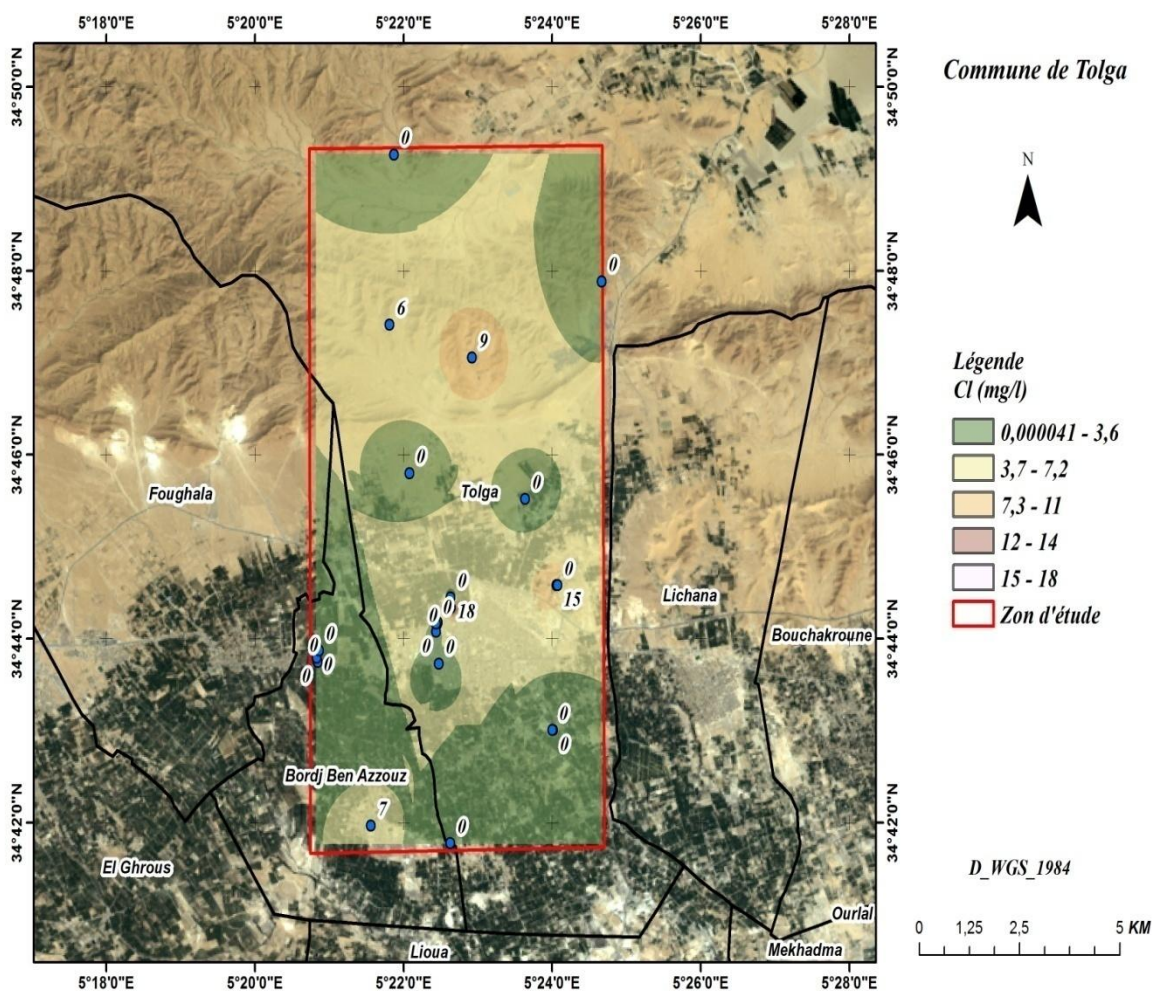 5°18'0"E 5°20'0"E 5°22'0"E 5°24'0"E 5°26'0"E 5°28'0"E
Commune de Tolga
34°50'0"N 34°50'0"N
N
0
34°48'0"N 34°48'0"N
0
6
9
Légende
Cl (mg/l)
0,000041 - 3,6
3,7 - 7,2
7,3 - 11
12 - 14
15 - 18
Zon d'étude
34°46'0"N 34°46'0"N
0
0
Foughala
Tolga
0
0
15
Lichana
0
18
0
34°44'0"N 34°44'0"N
Bouchakroune
0
0
0
0
0
0
0
0
Bordj Ben Azzouz
7
34°42'0"N 34°42'0"N
0
El Ghrous
D_WGS_1984
Ourlal
Lioua
Mekhadma
0 1,25 2,5 5 KM
5°18'0"E 5°20'0"E 5°22'0"E 5°24'0"E 5°26'0"E 5°28'0"E